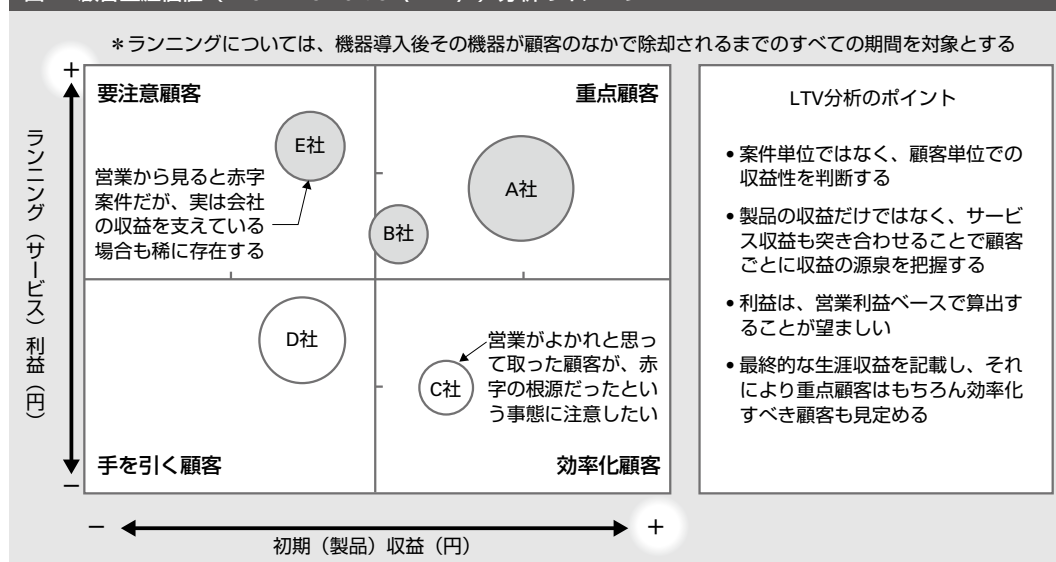 ＊ランニングについては、機器導入後その機器が顧客のなかで除却されるまでのすべての期間を対象とする
＋
ランニング（サービス）利益（円）
－
要注意顧客
重点顧客
E社
営業から見ると赤字
案件だが、実は会社
の収益を支えている
場合も稀に存在する
A社
B社
D社
営業がよかれと思っ
て取った顧客が、赤
字の根源だったとい
う事態に注意したい
C社
手を引く顧客
効率化顧客
－
＋
初期（製品）収益（円）
LTV分析のポイント
•案件単位ではなく、顧客単位での
収益性を判断する
•製品の収益だけではなく、サービ
ス収益も突き合わせることで顧客
ごとに収益の源泉を把握する
•利益は、営業利益ベースで算出す
ることが望ましい
•最終的な生涯収益を記載し、それ
により重点顧客はもちろん効率化
すべき顧客も見定める